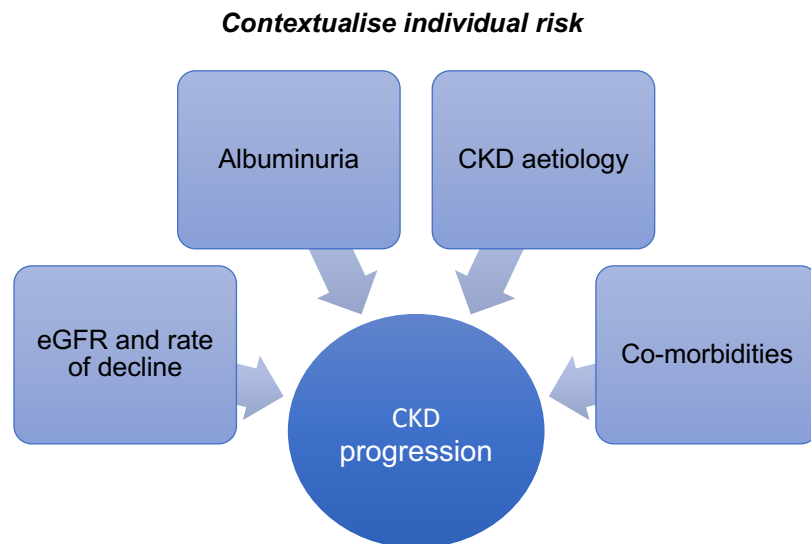 Contextualise individual risk
Albuminuria
CKD aetiology
eGFR and rate
of decline
Co-morbidities
CKD
progression